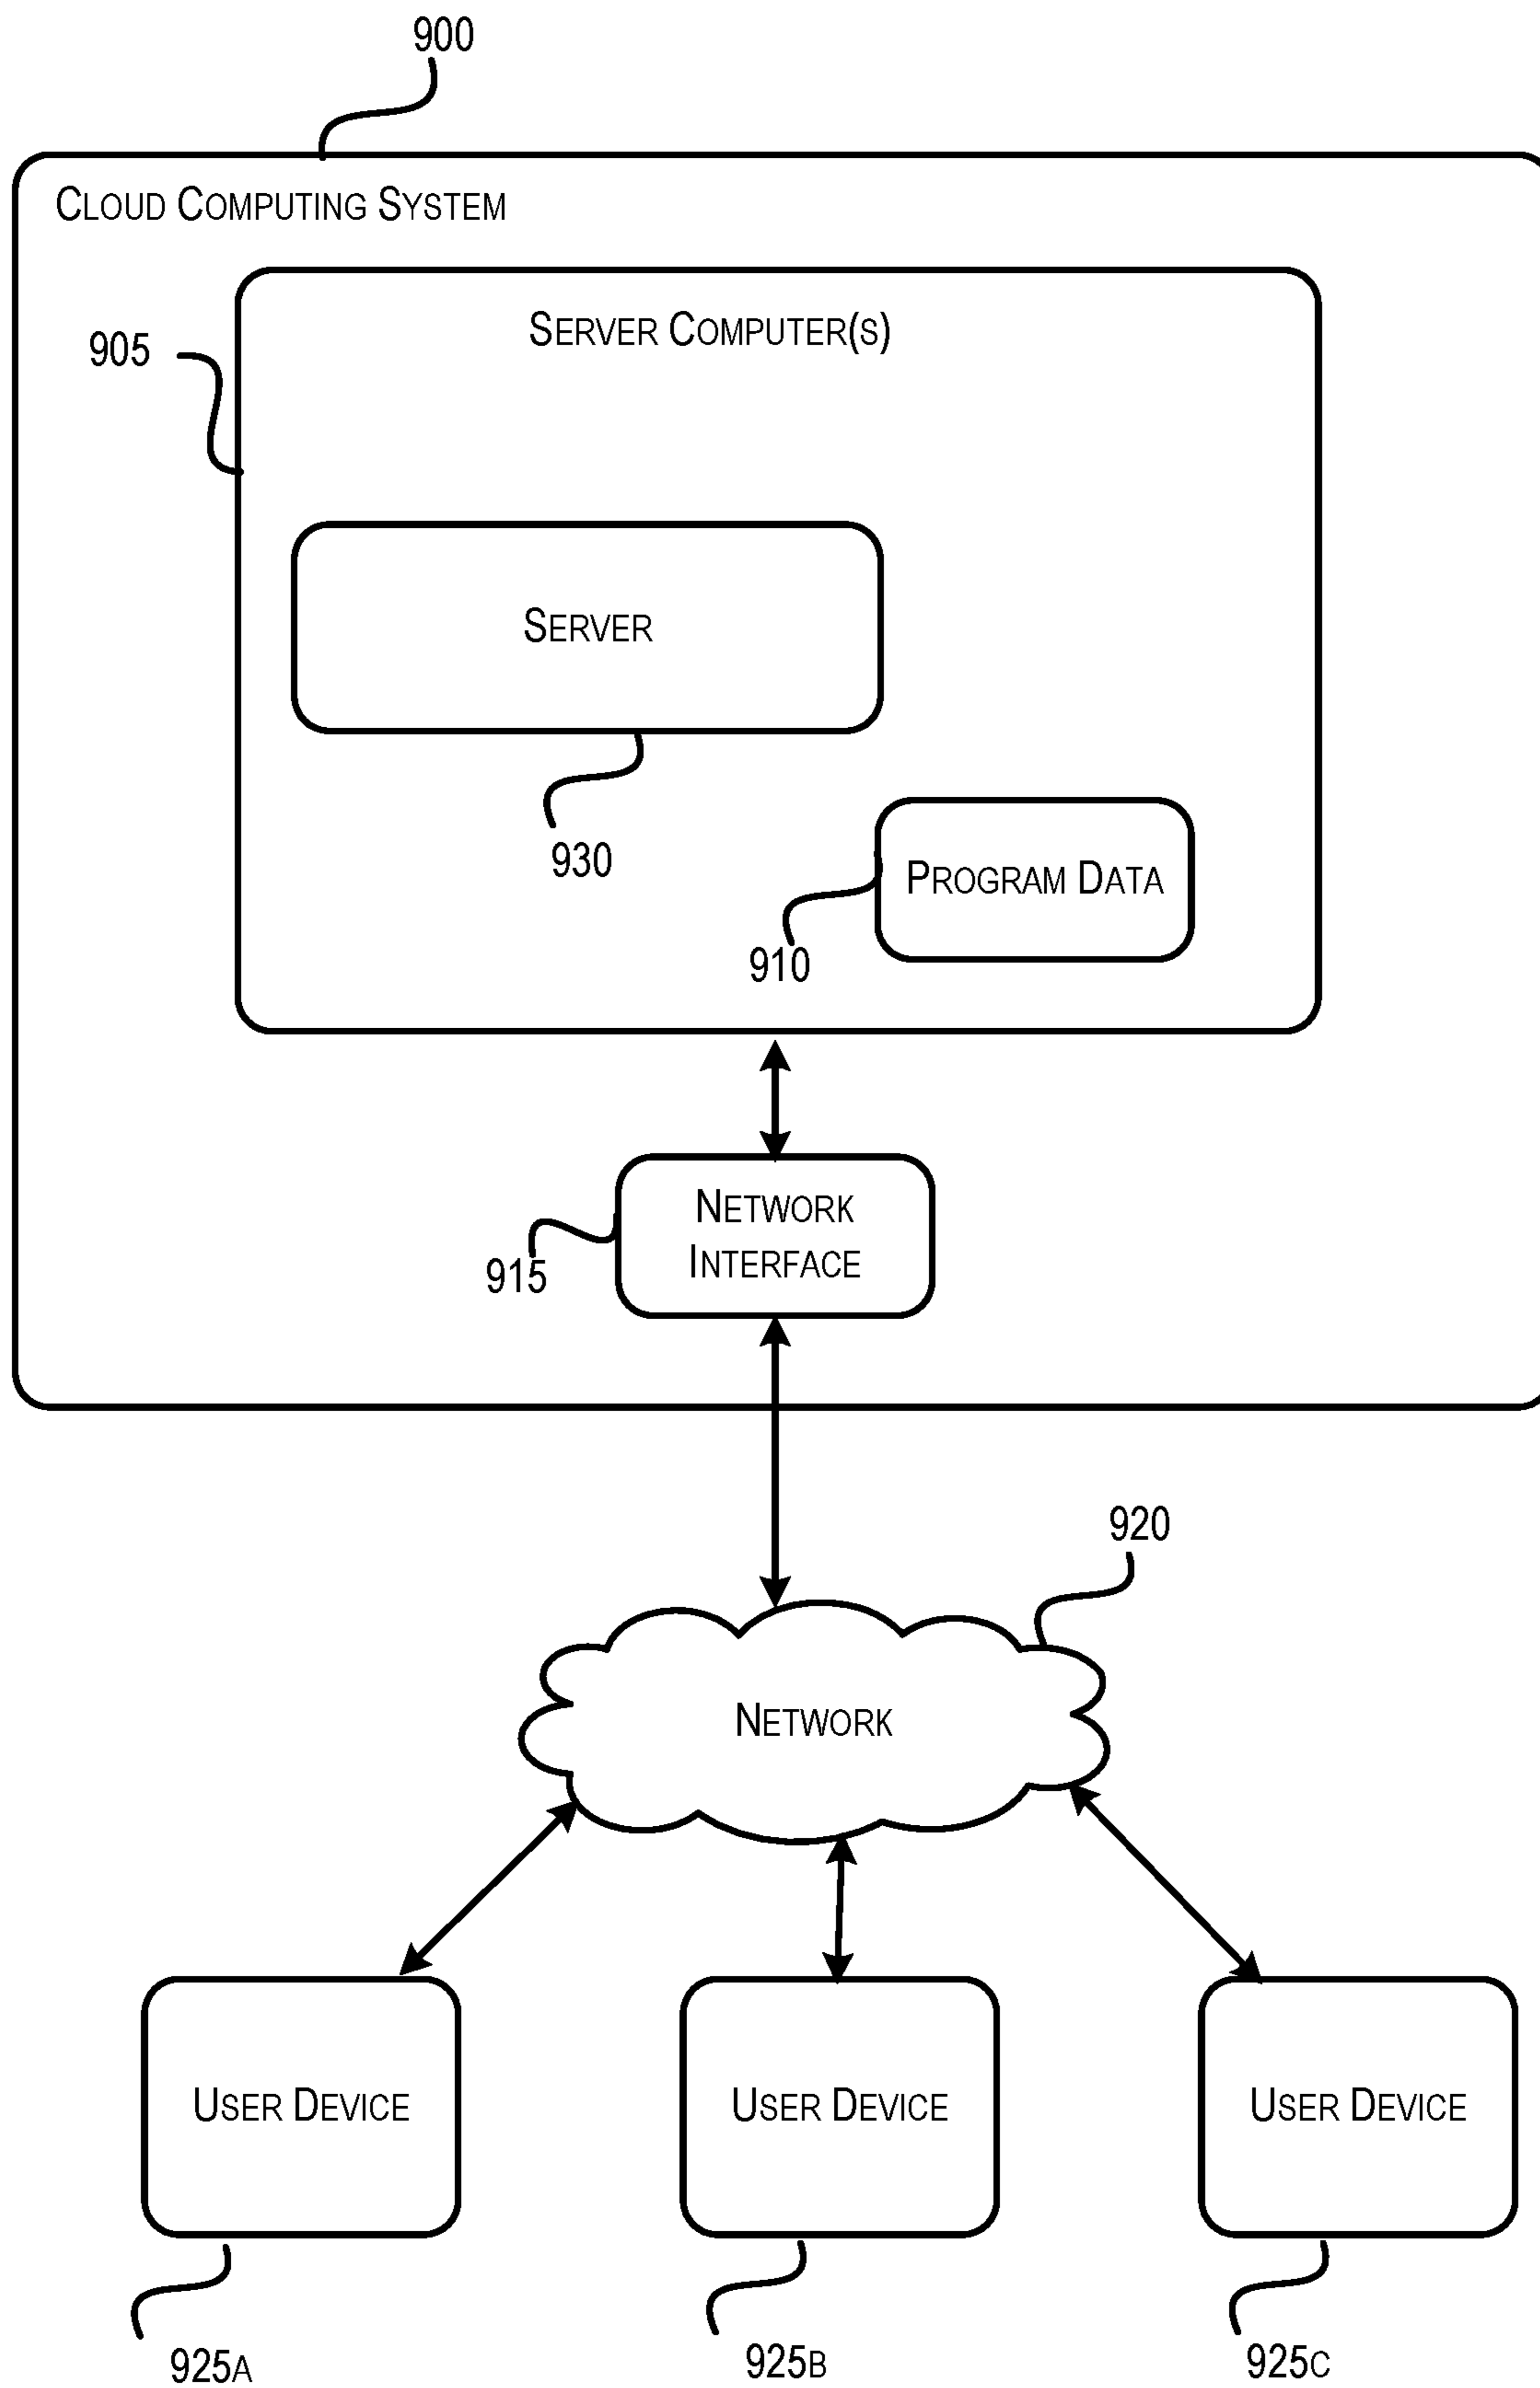 900
Cloud Computing System
Server Computer(s)
905
Server
930
Program Data
910
Network
Interface
915
920
Network
User Device
User Device
User Device
925A
925B
925C